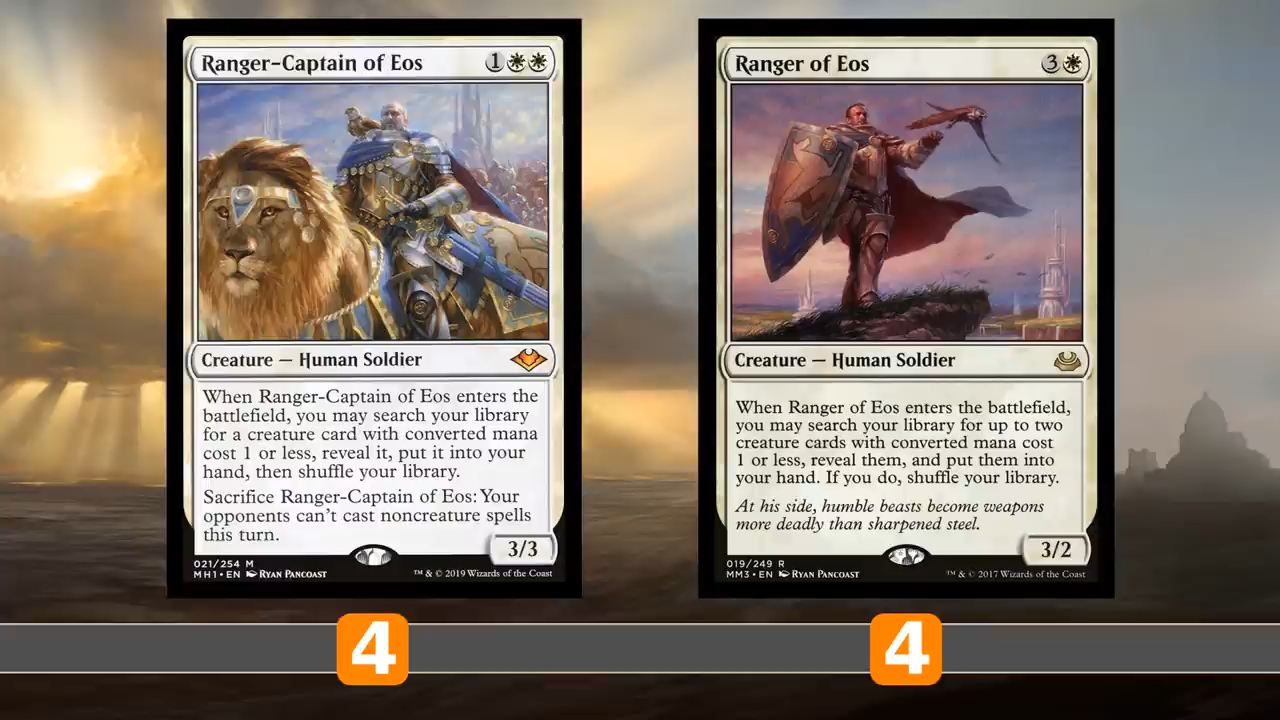 Ranger-Captain of Eos 1
Creature — Human Soldier
When Ranger-Captain of Eos enters the
battlefield, you may search your library
for a creature card with converted mana
cost 1 or less, reveal it, put it into your
hand, then shuffle your library.
Sacrifice Ranger-Captain of Eos: Your
opponents can't cast noncreature spells
this turn.
3/3
021/254 M
MH1 • EN RYAN PANCOAST
™ & © 2019 Wizards of the Coast
4
Ranger of Eos 3
Creature — Human Soldier
When Ranger of Eos enters the battlefield,
you may search your library for up to two
creature cards with converted mana cost
1 or less, reveal them, and put them into
your hand. If you do, shuffle your library.
At his side, humble beasts become weapons
more deadly than sharpened steel.
3/2
019/249 R
MM3 • EN RYAN PANCOAST
™ & © 2017 Wizards of the Coast
4